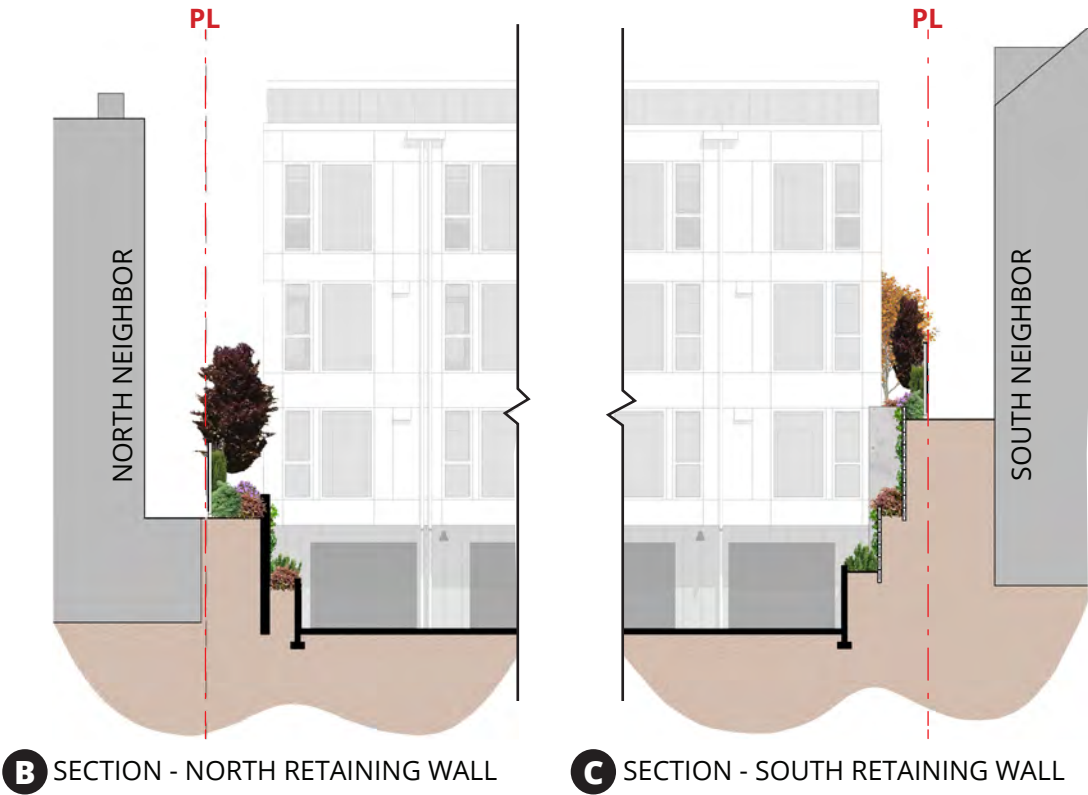 PL
PL
NORTH NEIGHBOR
SOUTH NEIGHBOR
B SECTION - NORTH RETAINING WALL
C SECTION - SOUTH RETAINING WALL